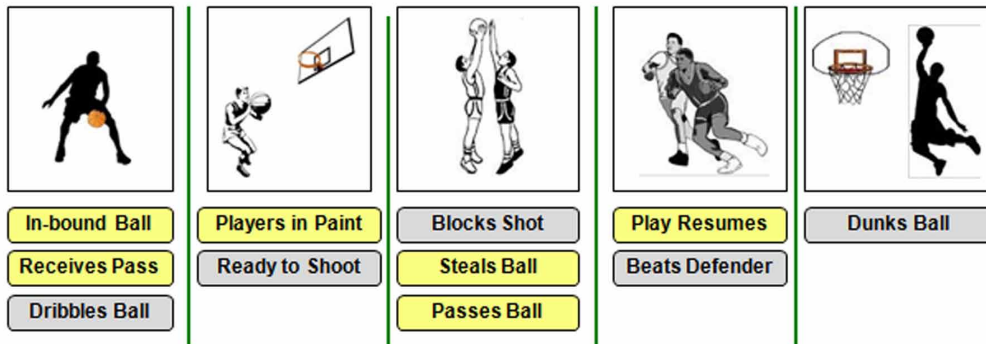 In-bound Ball
Receives Pass
Dribbles Ball
Players in Paint
Ready to Shoot
Blocks Shot
Steals Ball
Passes Ball
Play Resumes
Beats Defender
Dunks Ball